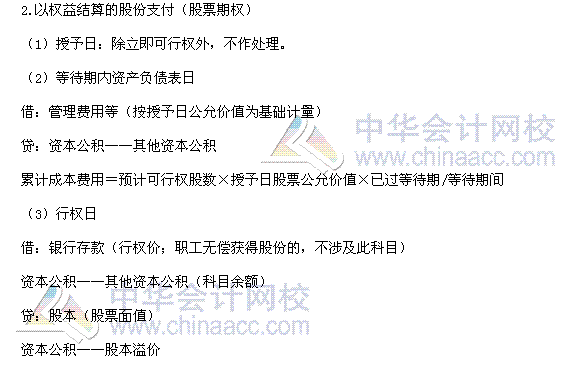 2.以权益结算的股份支付（股票期权）
（1）授予日：除立即可行权外，不作处理。
（2）等待期内资产负债表日
借：管理费用等（按授予日公允价值为基础计量）
贷：资本公积——其他资本公积
中华会计网校
www.chinaacc.com
累计成本费用＝预计可行权股数×授予日股票公允价值×已过等待期/等待期间
（3）行权日
借：银行存款（行权价；职工无偿获得股份的，不涉及此科目）
资本公积——其他资本公积（科目余额）
中华会计网校
贷：股本（股票面值）
www.chinaacc.com
资本公积——股本溢价